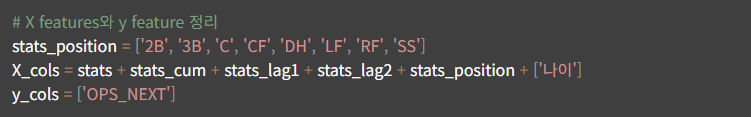 # X features와 y feature 정리
stats_position = ['2B', '3B', 'C', 'CF', 'DH', 'LF', 'RF', 'SS']
X_cols = stats + stats_cum + stats_lag1 + stats_lag2 + stats_position + ['나이']
y_cols = ['OPS_NEXT']